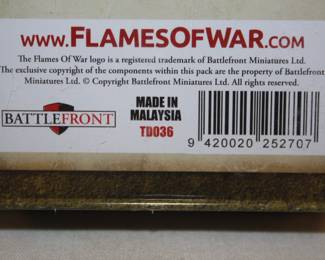 www.FLAMESOFWAR.COM
The Flames Of War logo is a registered trademark of Battlefront Miniatures Ltd.
The exclusive copyright of the components within this pack are the property of Battlefront
Miniatures Ltd. © Copyright Battlefront Miniatures Ltd. All rights reserved.
BATTLEFRONT
MADE IN
MALAYSIA
TD036
9 420020 252707